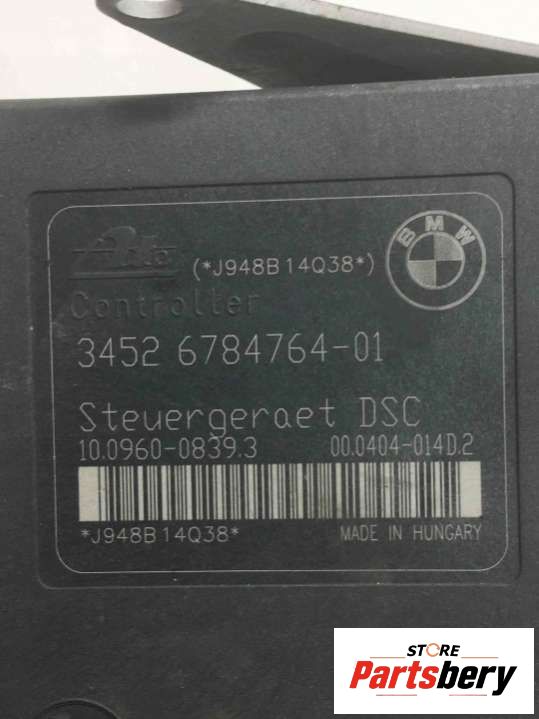 Ate
(*J948B14Q38*)
BMW
Controller
3452 6784764-01
Steuergeraet DSC
10.0960-0839.3 00.0404-014D.2
*J948B14Q38*
MADE IN HUNGARY
STORE
Partsbery